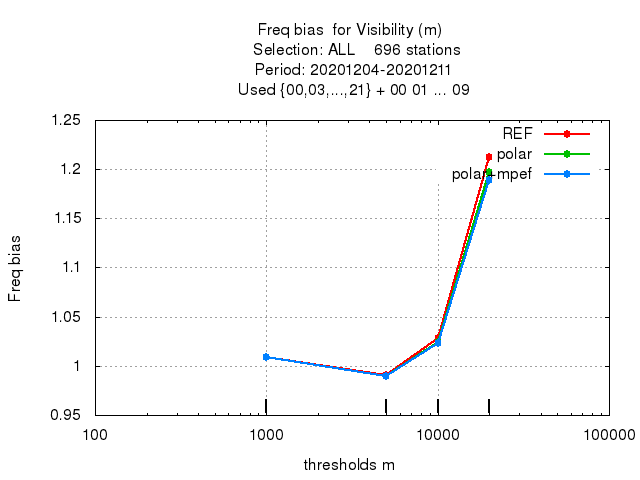 Freq bias for Visibility (m)
Selection: ALL 696 stations
Period: 20201204-20201211
Used {00,03,...,21} + 00 01 ... 09
1.25
1.2
1.15
1.1
1.05
1
0.95
Freq bias
REF
polar
polar+mpef
100
1000
10000
100000
thresholds m